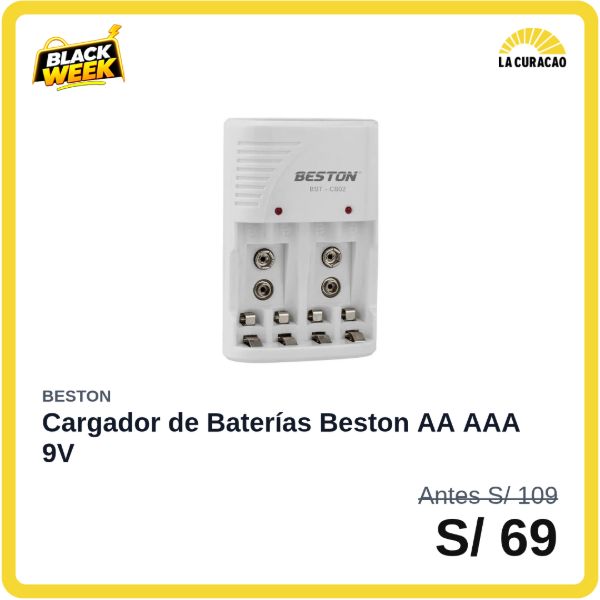 BLACK
WEEK
LA CURACAO
BESTON
BST - C802
BESTON
Cargador de Baterías Beston AA AAA
9V
Antes S/ 109
S/ 69